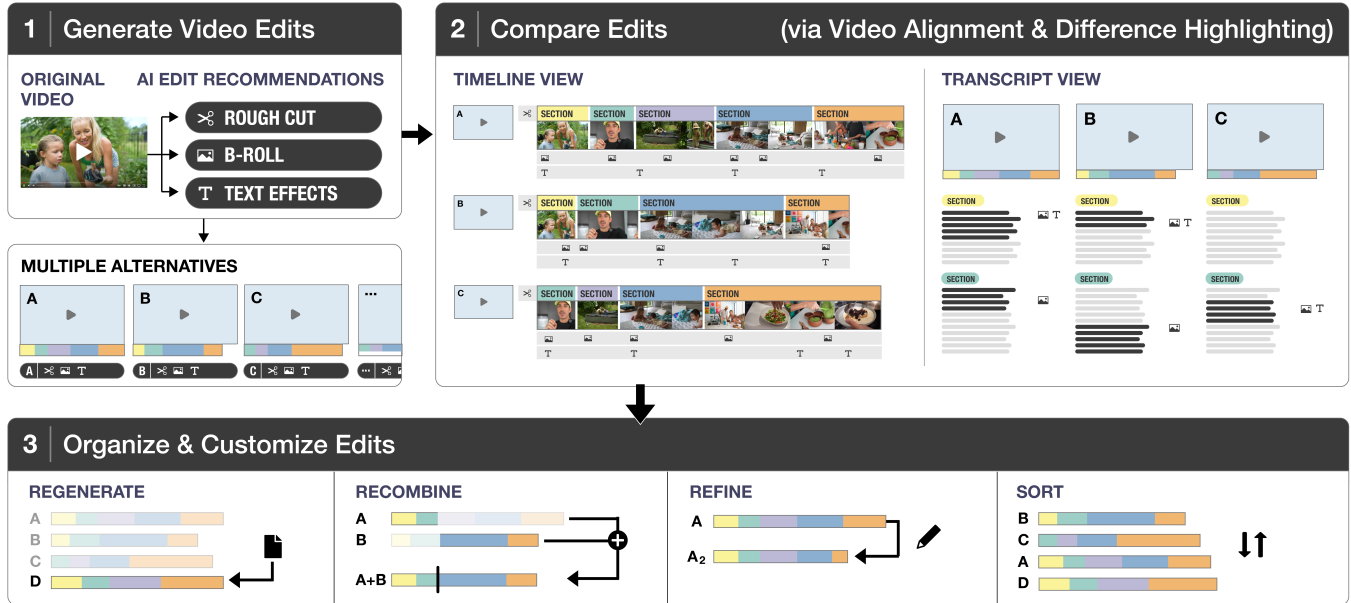 1 Generate Video Edits
ORIGINAL VIDEO
AI EDIT RECOMMENDATIONS
ROUGH CUT
B-ROLL
T TEXT EFFECTS
MULTIPLE ALTERNATIVES
A B C ...
A T B T C T ...
2 Compare Edits (via Video Alignment & Difference Highlighting)
TIMELINE VIEW
A SECTION SECTION SECTION SECTION SECTION
T T T T
B SECTION SECTION SECTION SECTION
T T T T
C SECTION SECTION SECTION SECTION
T T T T
TRANSCRIPT VIEW
A B C
SECTION SECTION SECTION
T T
SECTION SECTION SECTION
T
3 Organize & Customize Edits
REGENERATE
A
B
C
D
RECOMBINE
A
B
A+B
REFINE
A
A2
SORT
B
C
A
D